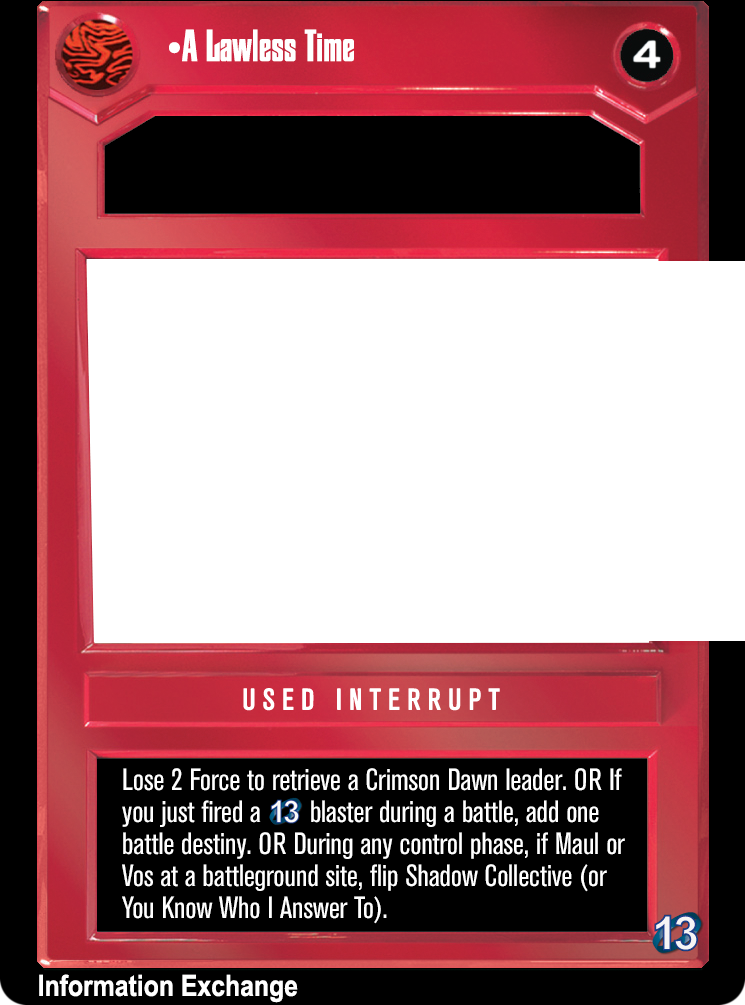 •A Lawless Time
4
USED INTERRUPT
Lose 2 Force to retrieve a Crimson Dawn leader. OR If
you just fired a 13 blaster during a battle, add one
battle destiny. OR During any control phase, if Maul or
Vos at a battleground site, flip Shadow Collective (or
You Know Who I Answer To).
13
Information Exchange